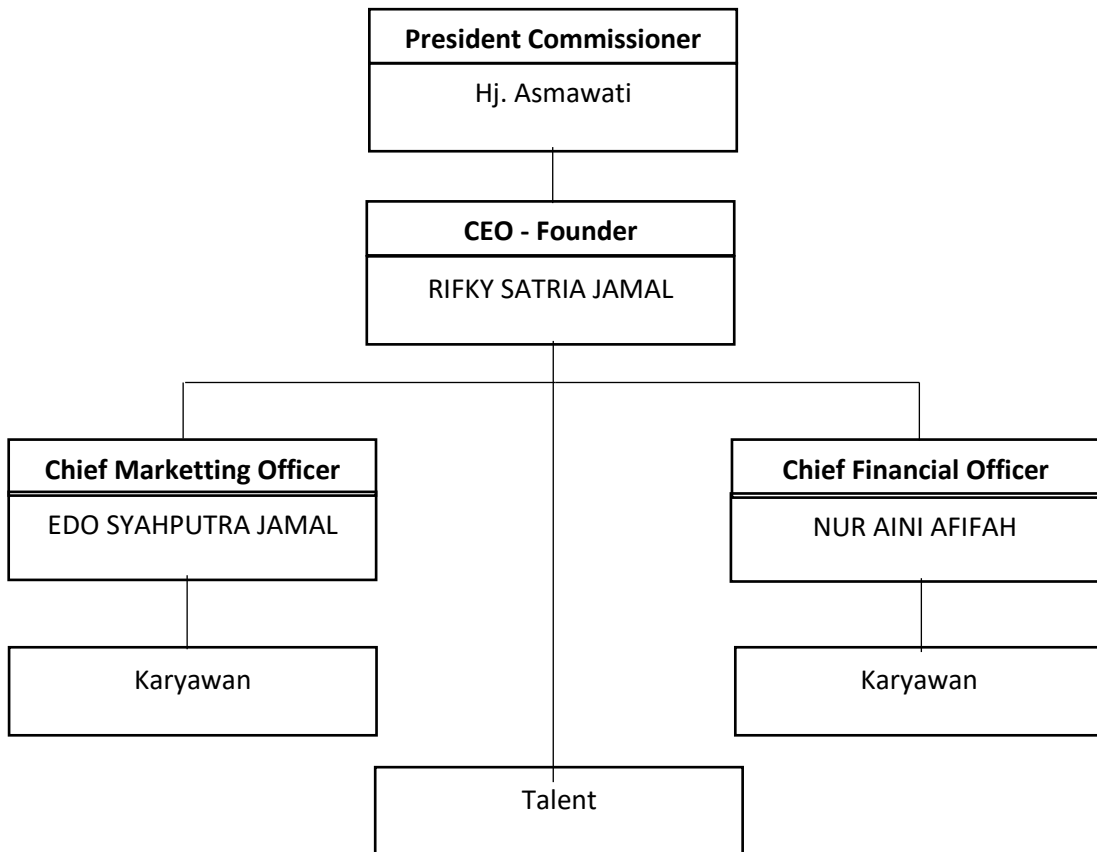 President Commissioner
Hj. Asmawati
CEO - Founder
RIFKY SATRIA JAMAL
Chief Marketting Officer
EDO SYAHPUTRA JAMAL
Chief Financial Officer
NUR AINI AFIFAH
Karyawan
Karyawan
Talent